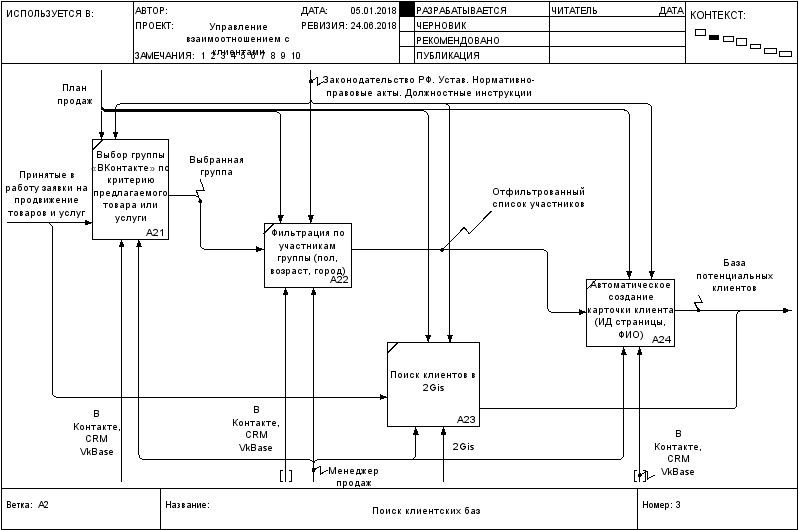 ИСПОЛЬЗУЕТСЯ В:
АВТОР:
ДАТА: 05.01.2018
ПРОЕКТ: Управление
взаимоотношением с
клиентами
РЕВИЗИЯ: 24.06.2018
ЗАМЕЧАНИЯ: 1 2 3 4 5 6 7 8 9 10
РАЗРАБАТЫВАЕТСЯ
ЧЕРНОВИК
РЕКОМЕНДОВАНО
ПУБЛИКАЦИЯ
ЧИТАТЕЛЬ
ДАТА
КОНТЕКСТ:
План
продаж
Законодательство РФ. Устав. Нормативно-
правовые акты. Должностные инструкции
Принятые в
работу заявки на
продвижение
товаров и услуг
Выбор группы
«ВКонтакте» по
критерию
предлагаемого
товара или
услуги
A21
Выбранная
группа
Фильтрация по
участникам
группы (пол,
возраст, город)
A22
Отфильтрованный
список участников
Автоматическое
создание
карточки клиента
(ИД страницы,
ФИО)
A24
База
потенциальных
клиентов
Поиск клиентов в
2Gis
A23
В
Контакте,
CRM
VkBase
В
Контакте,
CRM
VkBase
Менеджер
продаж
2Gis
В
Контакте,
CRM
VkBase
Ветка: A2
Название:
Поиск клиентских баз
Номер: 3